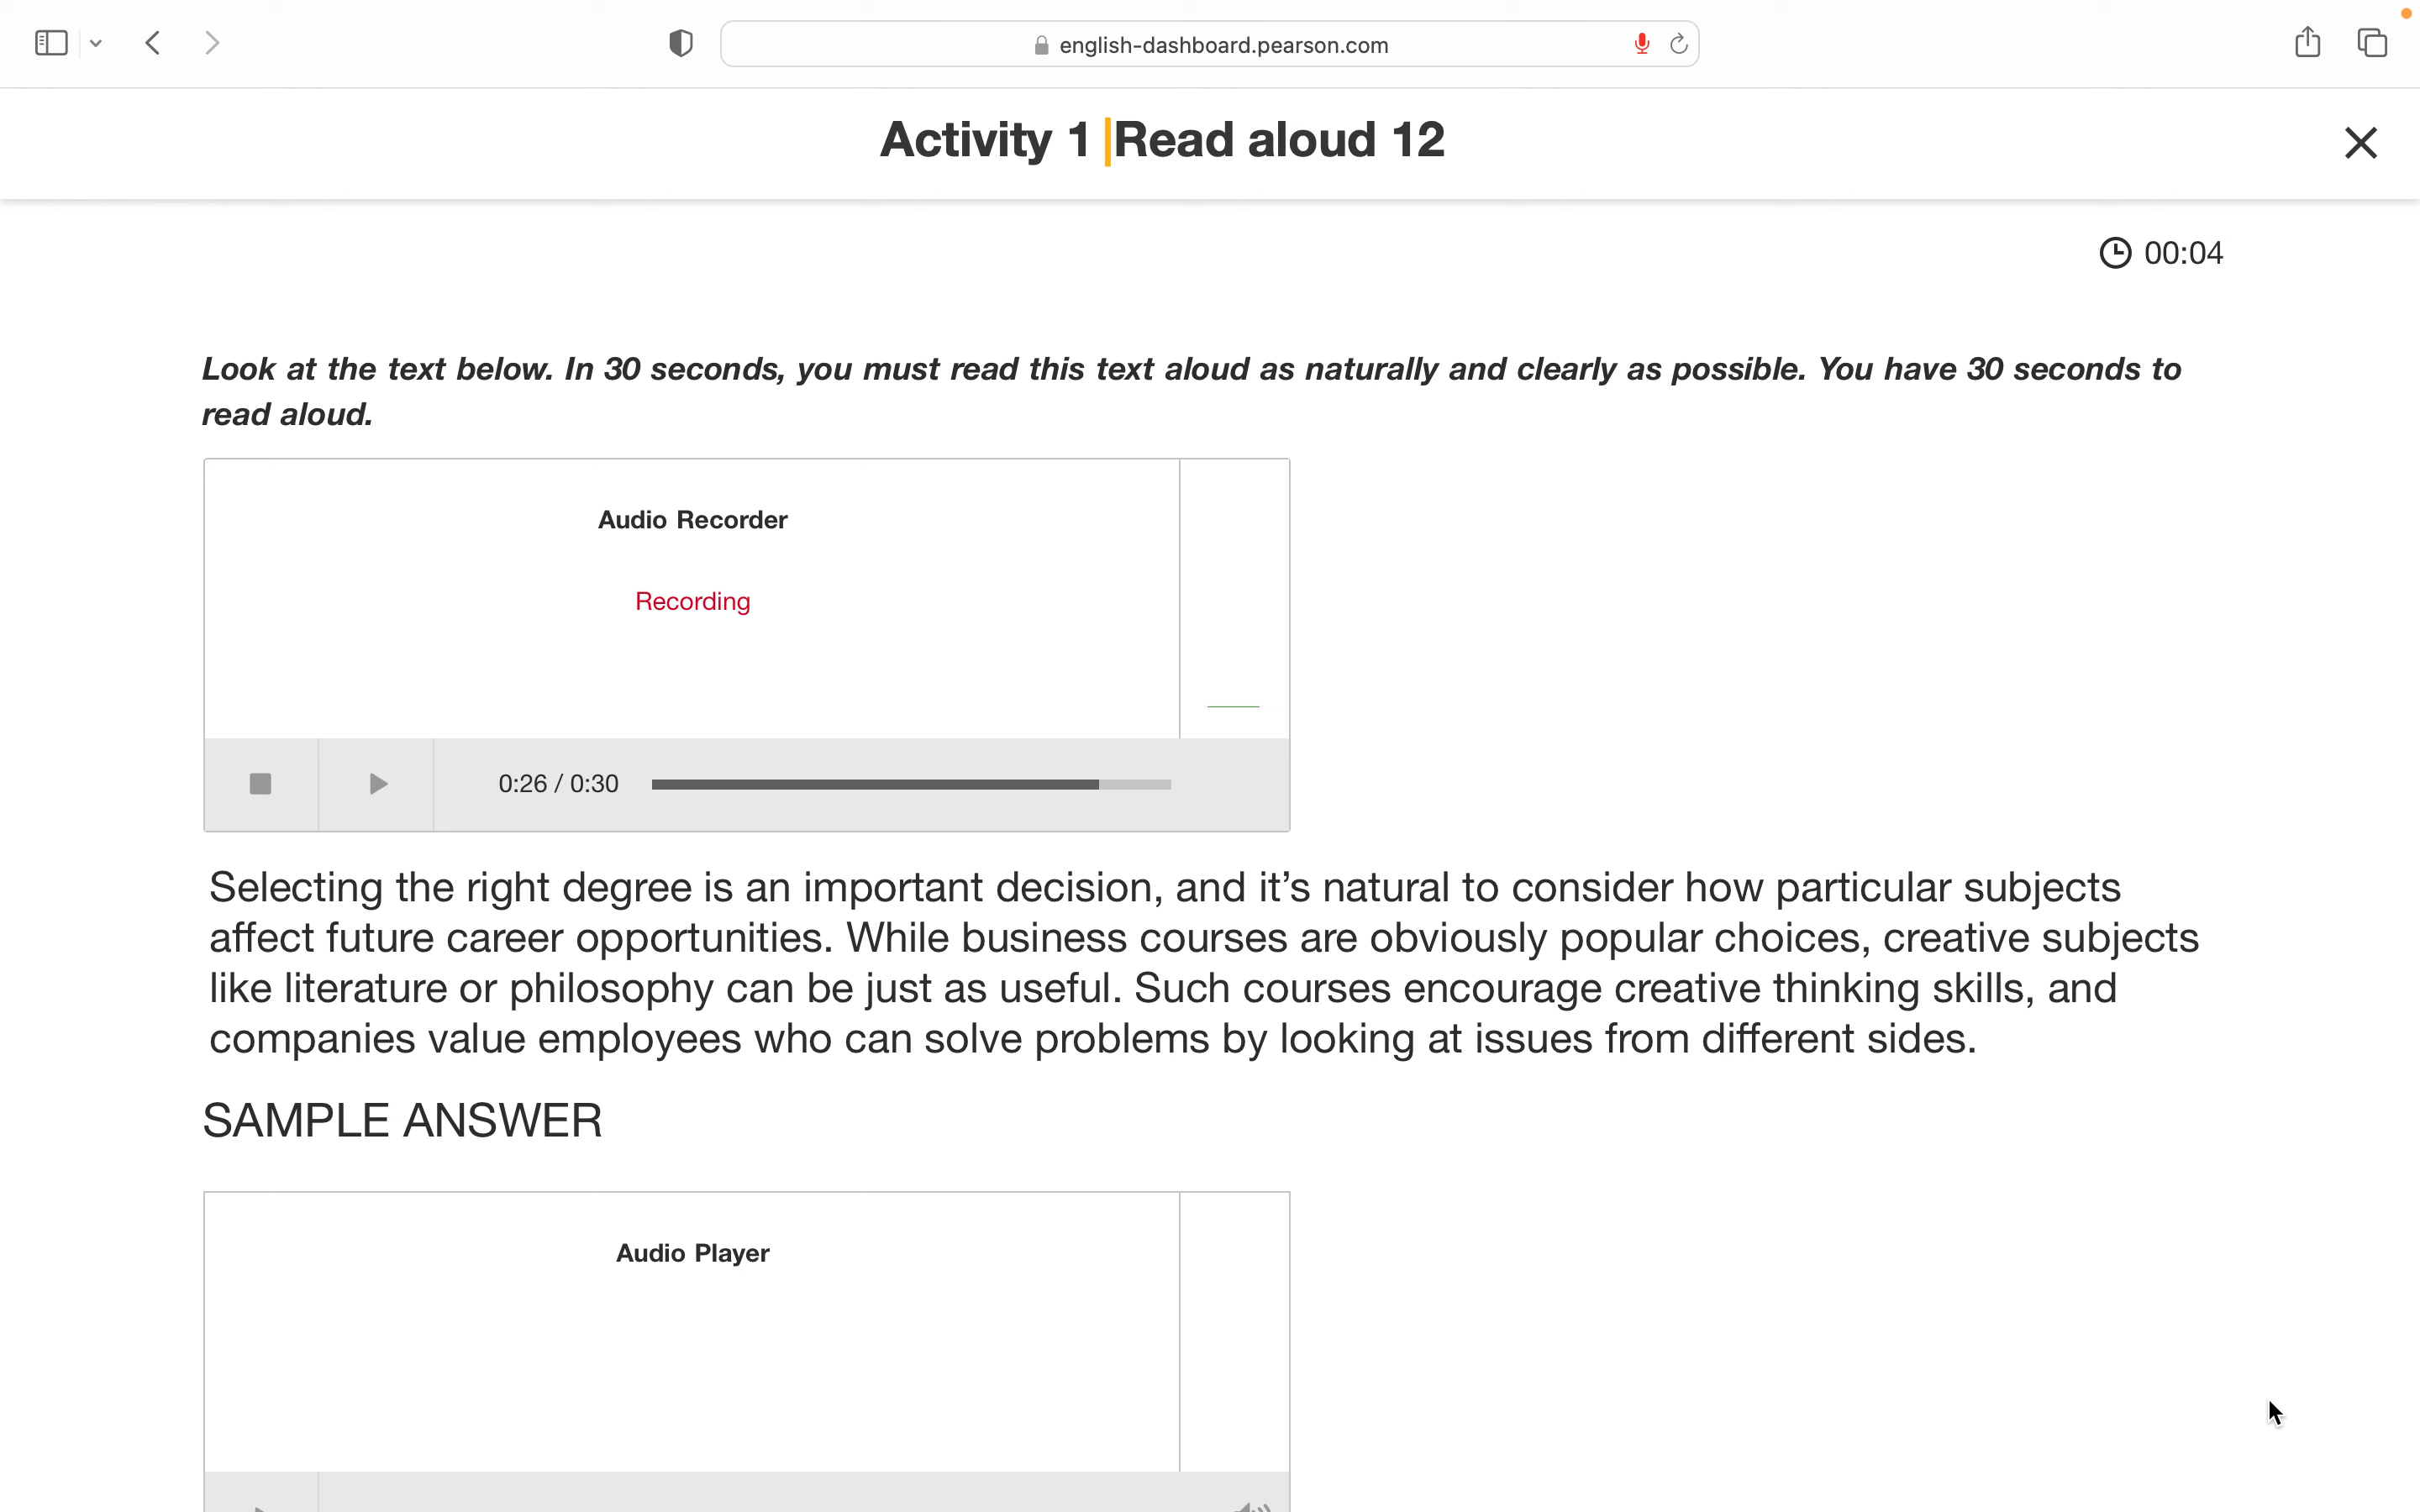 english-dashboard.pearson.com
Activity 1 Read aloud 12
00:04
Look at the text below. In 30 seconds, you must read this text aloud as naturally and clearly as possible. You have 30 seconds to
read aloud.
Audio Recorder
Recording
0:26 / 0:30
Selecting the right degree is an important decision, and it’s natural to consider how particular subjects
affect future career opportunities. While business courses are obviously popular choices, creative subjects
like literature or philosophy can be just as useful. Such courses encourage creative thinking skills, and
companies value employees who can solve problems by looking at issues from different sides.
SAMPLE ANSWER
Audio Player